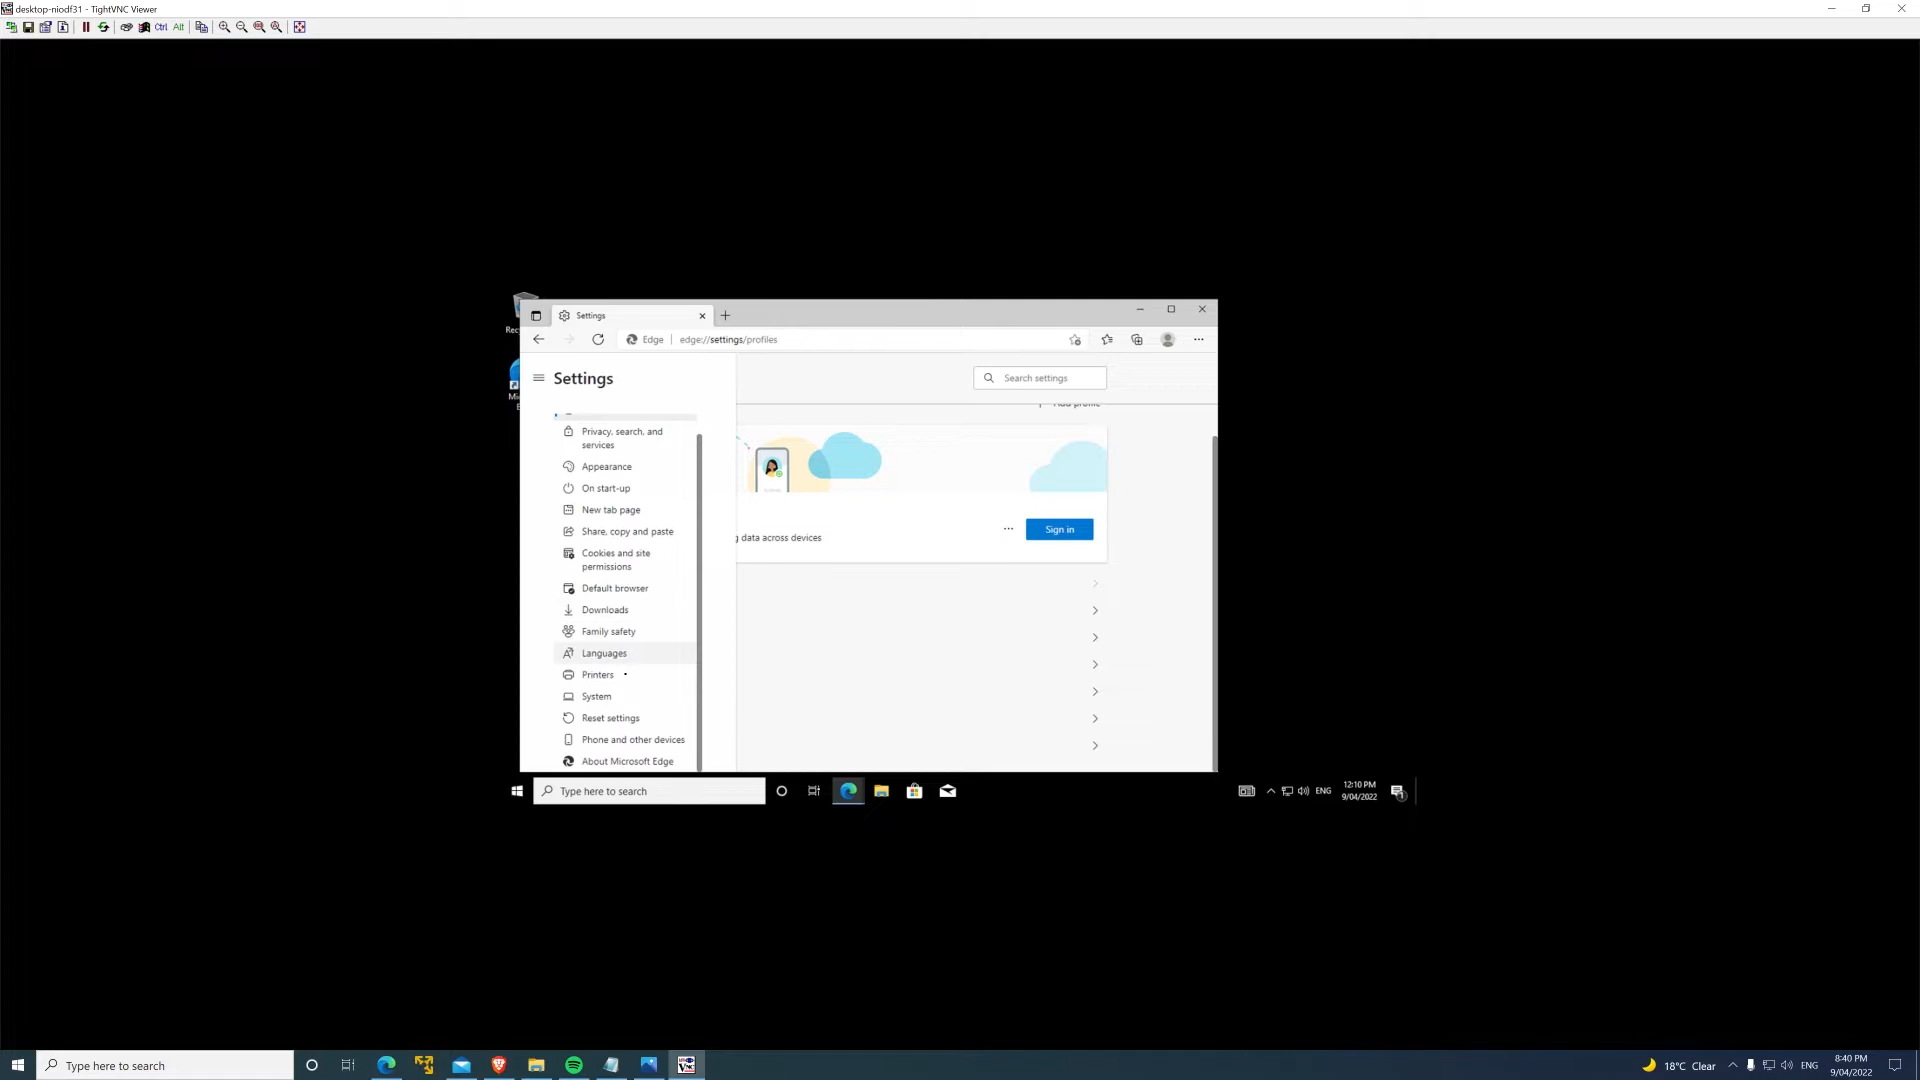 desktop-niodf31 - TightVNC Viewer
Ctrl Alt
Settings
Edge edge://settings/profiles
Settings
Search settings
Privacy, search, and
services
Appearance
On start-up
New tab page
Share, copy and paste
Cookies and site
permissions
Default browser
Downloads
Family safety
Languages
Printers
System
Reset settings
Phone and other devices
About Microsoft Edge
data across devices
Sign in
Type here to search
ENG
12:10 PM
9/04/2022
1
Type here to search
VNC
18°C Clear
ENG
8:40 PM
9/04/2022